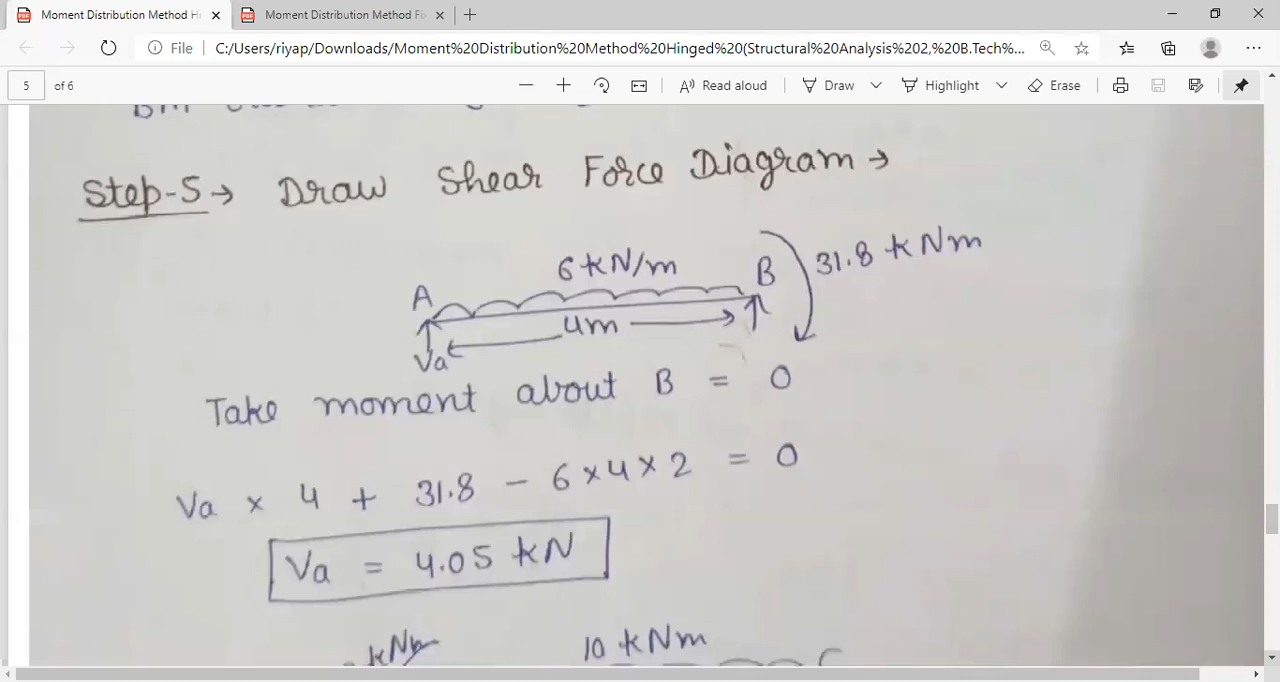 Moment Distribution Method Hi
Moment Distribution Method Fi
File
C:/Users/riyap/Downloads/Moment%20Distribution%20Method%20Hinged%20(Structural%20Analysis%202,%20B.Tech%...
5 of 6
Read aloud
Draw
Highlight
Erase
BM
Step-5→ Draw Shear Force Diagram →
6 kN/m
B
31.8 kNm
A
4m
Va
Take moment about B = 0
Va × 4 + 31.8 - 6×4×2 = 0
Va = 4.05 kN
kNm
10 kNm